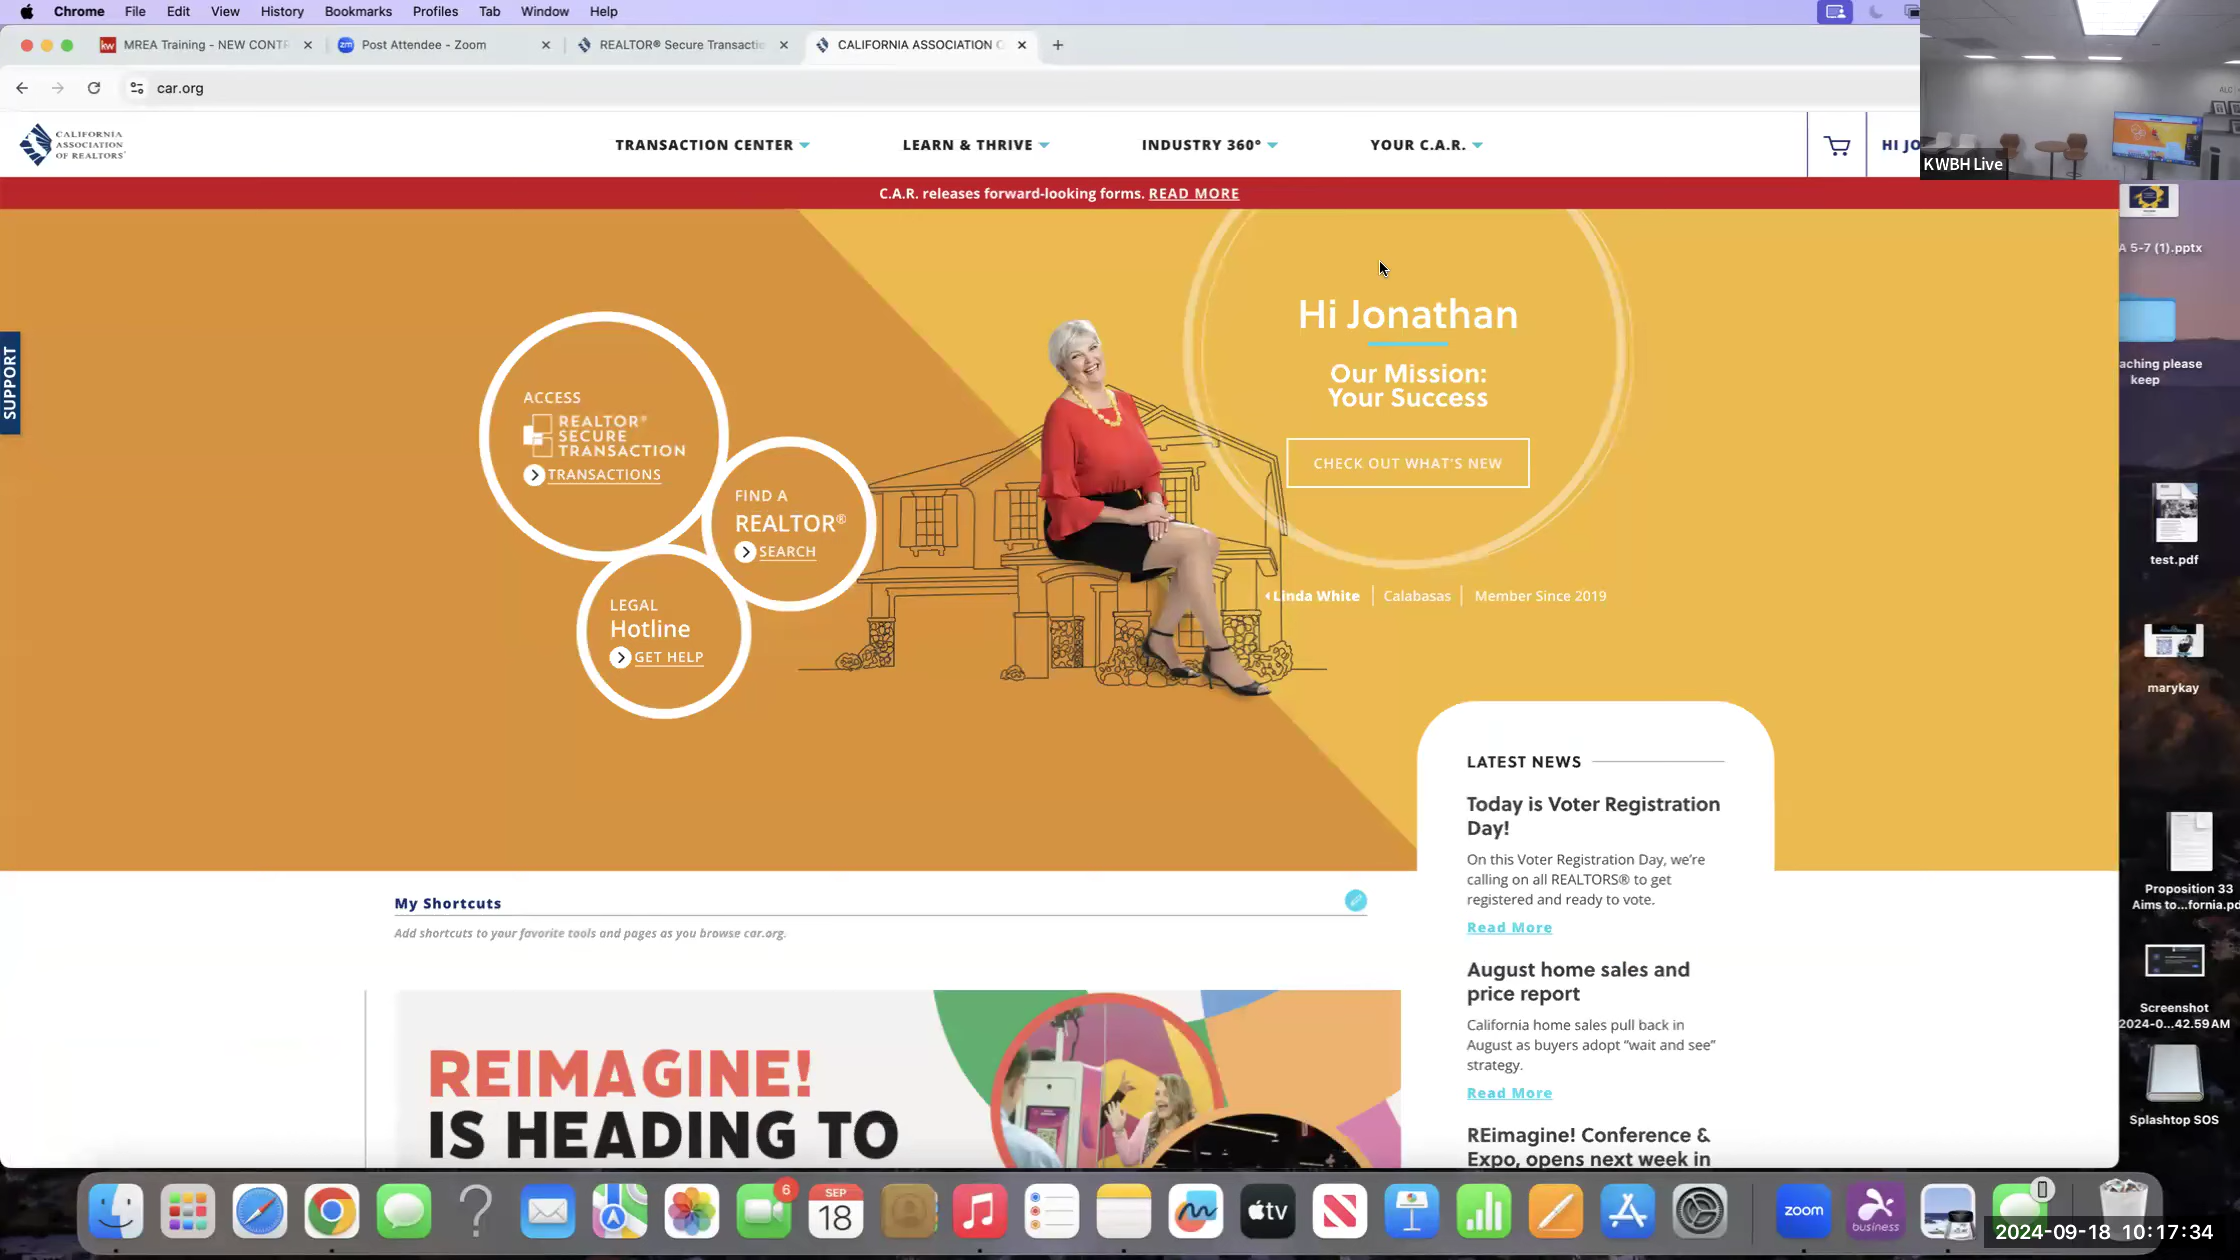 Chrome File Edit View History Bookmarks Profiles Tab Window Help
MREA Training - NEW CONTR
Post Attendee - Zoom
REALTOR® Secure Transactio
CALIFORNIA ASSOCIATION O
car.org
KWBH Live
CALIFORNIA
ASSOCIATION
OF REALTORS®
TRANSACTION CENTER
LEARN & THRIVE
INDUSTRY 360°
YOUR C.A.R.
HI JO
C.A.R. releases forward-looking forms. READ MORE
SUPPORT
ACCESS
REALTOR®
SECURE
TRANSACTION
TRANSACTIONS
FIND A
REALTOR®
SEARCH
LEGAL
Hotline
GET HELP
Hi Jonathan
Our Mission:
Your Success
CHECK OUT WHAT'S NEW
Linda White | Calabasas | Member Since 2019
LATEST NEWS
Today is Voter Registration
Day!
On this Voter Registration Day, we're
calling on all REALTORS® to get
registered and ready to vote.
Read More
August home sales and
price report
California home sales pull back in
August as buyers adopt “wait and see”
strategy.
Read More
REimagine! Conference &
Expo, opens next week in
My Shortcuts
Add shortcuts to your favorite tools and pages as you browse car.org.
REIMAGINE!
IS HEADING TO
A 5-7 (1).pptx
aching please
keep
test.pdf
marykay
Proposition 33
Aims to...fornia.pd
Screenshot
2024-0...42.59 AM
Splashtop SOS
6
SEP
18
tv
zoom
business
2024-09-18 10:17:34